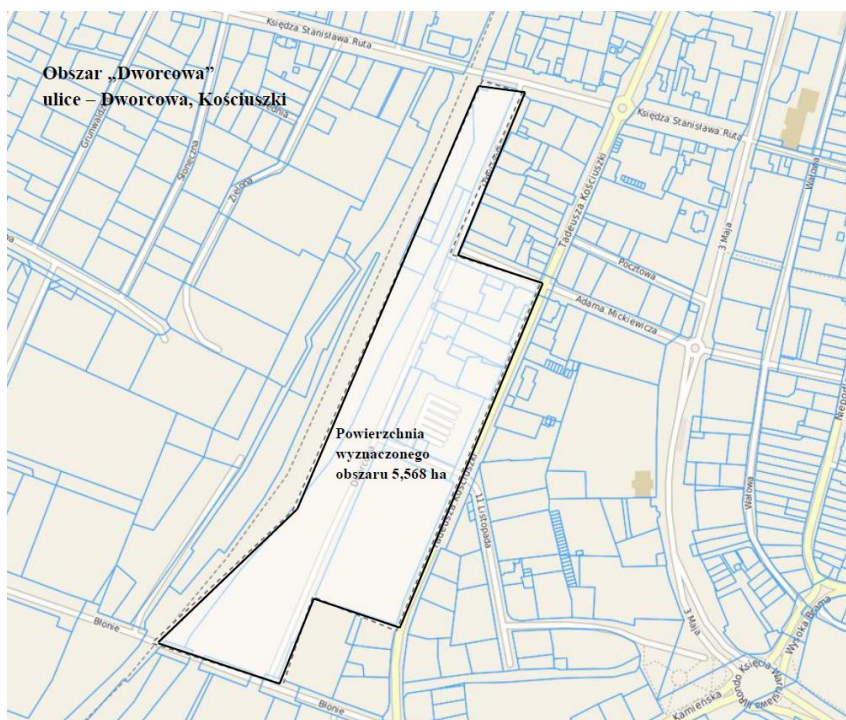 Księdza Stanisława Ruta
Obszar „Dworcowa”
ulice – Dworcowa, Kościuszki
Grunwaldz
Słoneczna
Zielona
Księdza Stanisława Ruta
Wałowa
Tadeusza Kościuszki
3 Maja
Pocztowa
Adama Mickiewicza
Powierzchnia
wyznaczonego
obszaru 5,568 ha
Tadeusza Kościuszki
11 Listopada
Wałowa
Niepodle
Błonie
Błonie
3 Maja
Wysoka Brama
Kamieńska